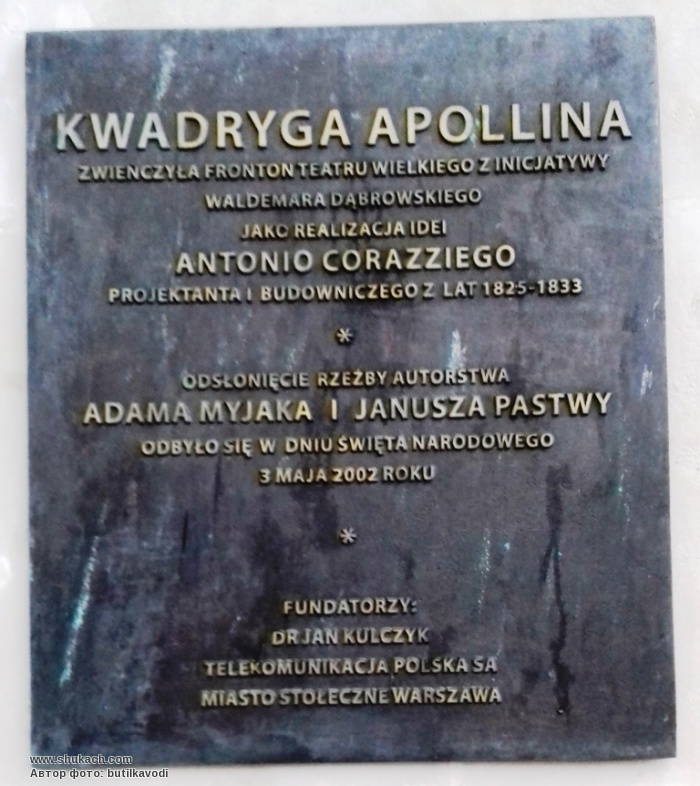 KWADRYGA APOLLINA
ZWIEŃCZYŁA FRONTON TEATRU WIELKIEGO Z INICJATYWY
WALDEMARA DĄBROWSKIEGO
JAKO REALIZACJA IDEI
ANTONIO CORAZZIEGO
PROJEKTANTA I BUDOWNICZEGO Z LAT 1825-1833
*
ODSŁONIĘCIE RZEŹBY AUTORSTWA
ADAMA MYJAKA I JANUSZA PASTWY
ODBYŁO SIĘ W DNIU ŚWIĘTA NARODOWEGO
3 MAJA 2002 ROKU
*
FUNDATORZY:
DR JAN KULCZYK
TELEKOMUNIKACJA POLSKA SA
MIASTO STOŁECZNE WARSZAWA
www.shukach.com
Автор фото: butilkavodi